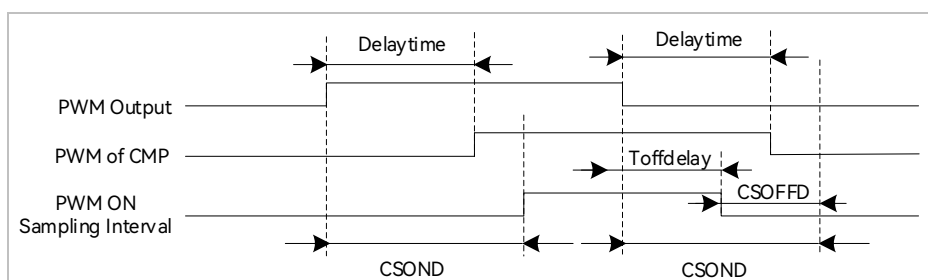 Delaytime
Delaytime
PWM Output
PWM of CMP
Toffdelay
CSOFFD
PWM ON
Sampling Interval
CSOND
CSOND